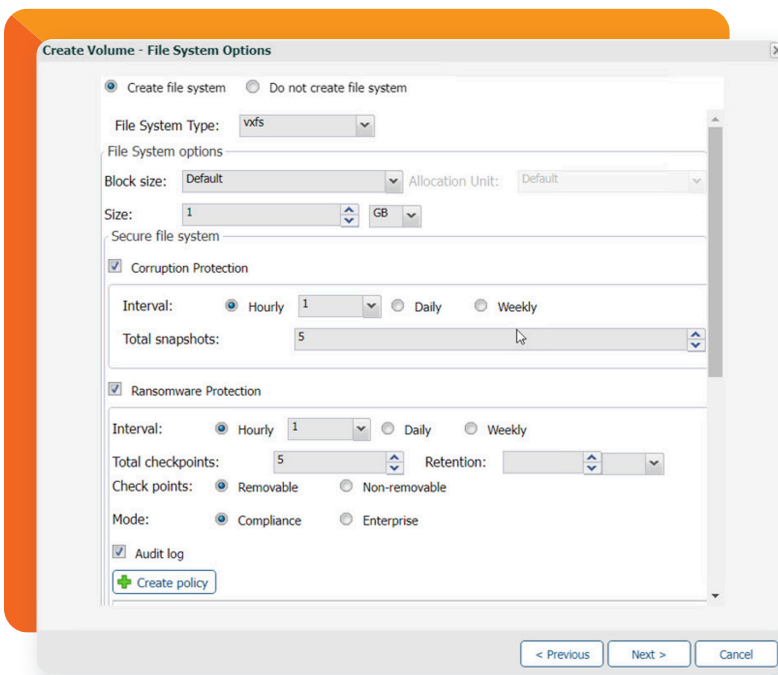 Create Volume - File System Options
Create file system Do not create file system
File System Type: vxfs
File System options
Block size: Default Allocation Unit: Default
Size: 1 GB
Secure file system
Corruption Protection
Interval: Hourly 1 Daily Weekly
Total snapshots: 5
Ransomware Protection
Interval: Hourly 1 Daily Weekly
Total checkpoints: 5 Retention:
Check points: Removable Non-removable
Mode: Compliance Enterprise
Audit log
Create policy
< Previous Next > Cancel